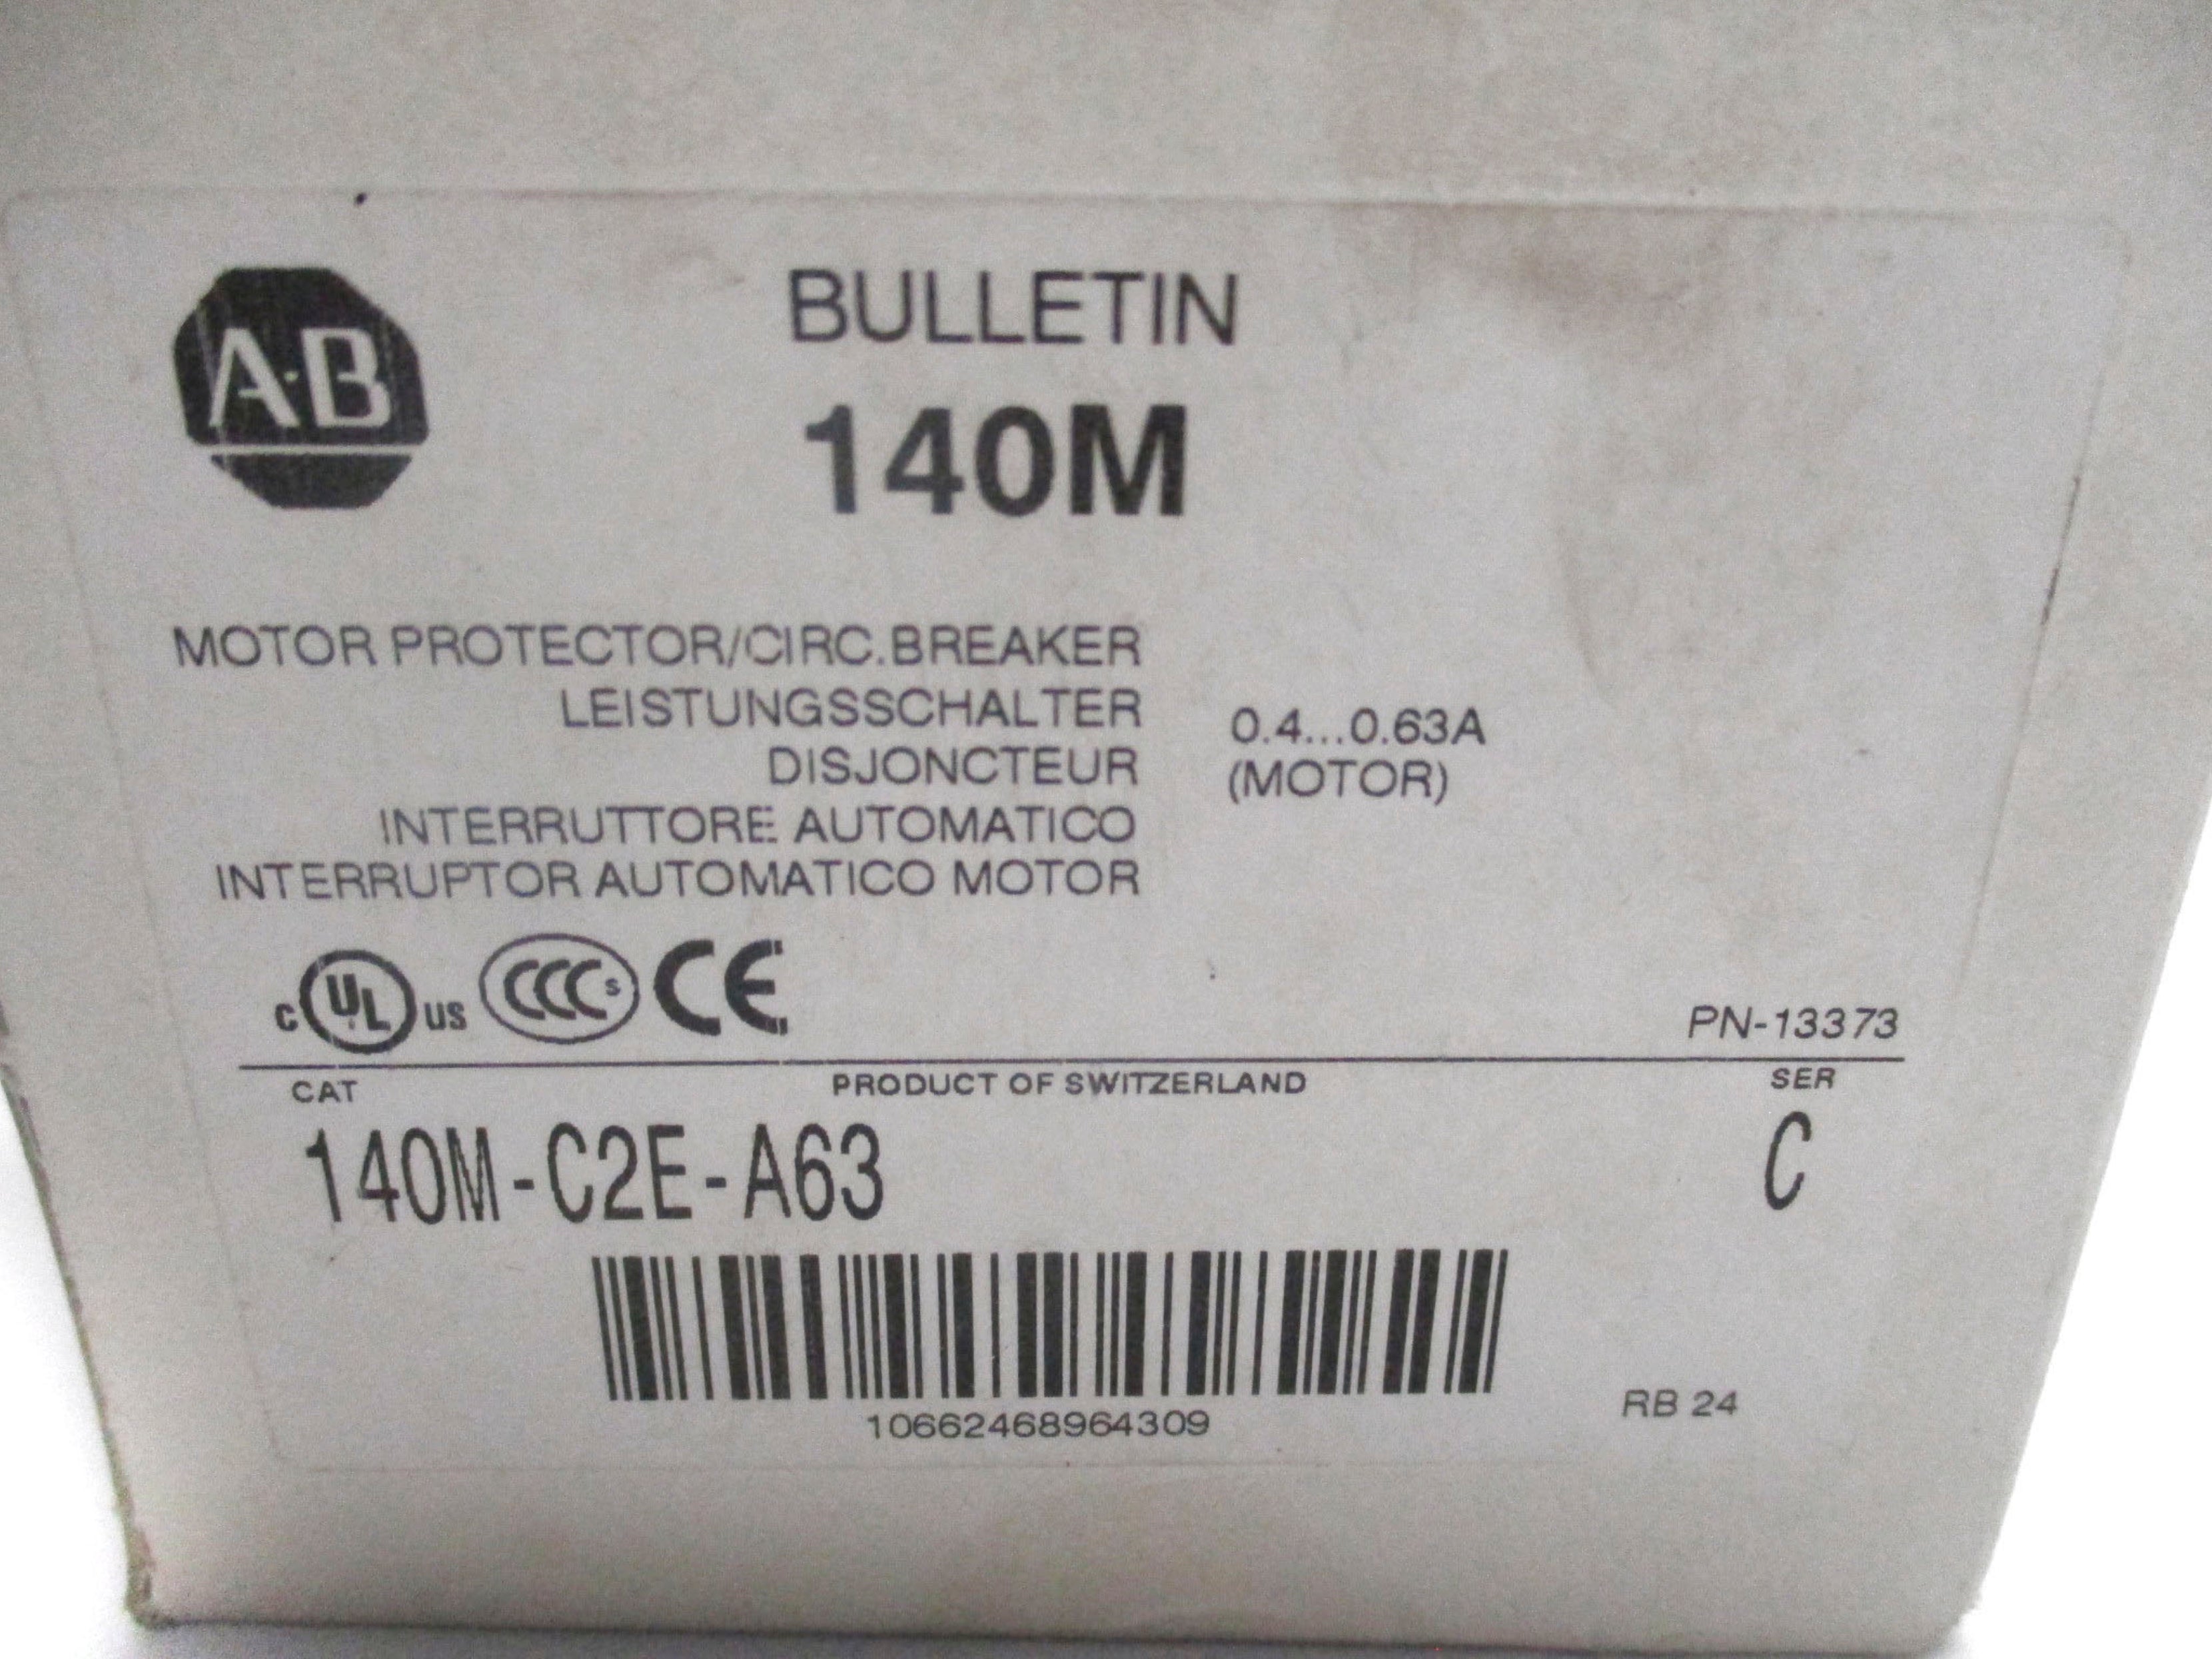 A-B
BULLETIN
140M
MOTOR PROTECTOR/CIRC.BREAKER
LEISTUNGSSCHALTER
DISJONCTEUR
INTERRUTTORE AUTOMATICO
INTERRUPTOR AUTOMATICO MOTOR
0.4...0.63A
(MOTOR)
c UL us CCC S CE
PN-13373
CAT PRODUCT OF SWITZERLAND SER
140M-C2E-A63 C
10662468964309
RB 24